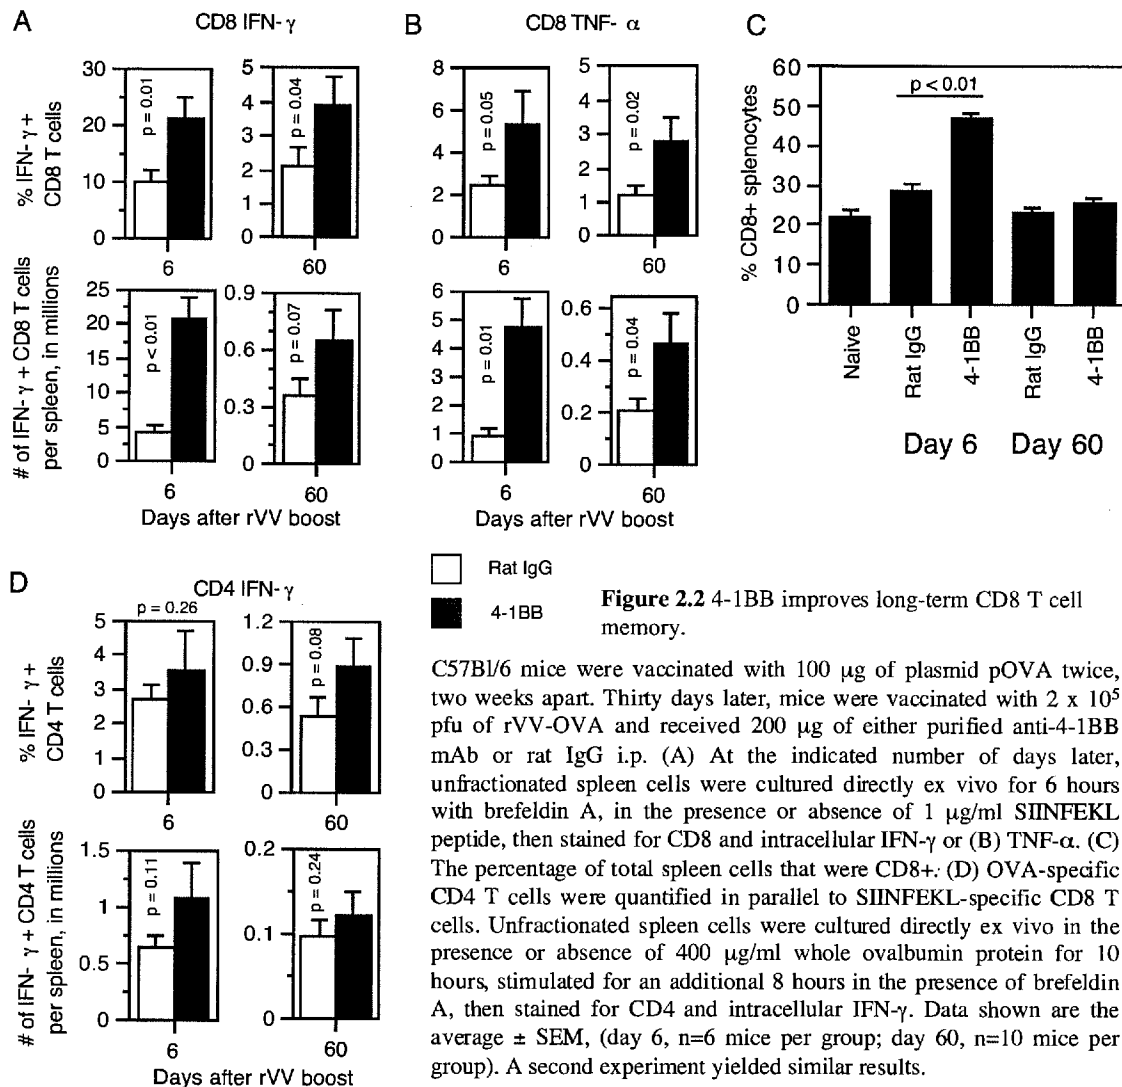 A
CD8 IFN- γ
% IFN- γ +
CD8 T cells
30
20
10
0
p = 0.01
6
5
4
3
2
1
0
p = 0.04
60
# of IFN- γ + CD8 T cells
per spleen, in millions
25
20
15
10
5
0
p < 0.01
6
0.9
0.6
0.3
0
p = 0.07
60
Days after rVV boost
B
CD8 TNF- α
8
6
4
2
0
p = 0.05
6
5
4
3
2
1
0
p = 0.02
60
6
5
4
3
2
1
0
p = 0.01
6
0.6
0.4
0.2
0
p = 0.04
60
Days after rVV boost
C
% CD8+ splenocytes
60
50
40
30
20
10
0
p < 0.01
Naive
Rat IgG
4-1BB
Rat IgG
4-1BB
Day 6
Day 60
D
CD4 IFN- γ
% IFN- γ +
CD4 T cells
p = 0.26
5
4
3
2
1
0
6
1.2
0.9
0.6
0.3
0
p = 0.08
60
# of IFN- γ + CD4 T cells
per spleen, in millions
1.5
1
0.5
0
p = 0.11
6
0.2
0.1
0
p = 0.24
60
Days after rVV boost
Rat IgG
4-1BB
Figure 2.2 4-1BB improves long-term CD8 T cell
memory.
C57Bl/6 mice were vaccinated with 100 μg of plasmid pOVA twice,
two weeks apart. Thirty days later, mice were vaccinated with 2 x 10⁵
pfu of rVV-OVA and received 200 μg of either purified anti-4-1BB
mAb or rat IgG i.p. (A) At the indicated number of days later,
unfractionated spleen cells were cultured directly ex vivo for 6 hours
with brefeldin A, in the presence or absence of 1 μg/ml SIINFEKL
peptide, then stained for CD8 and intracellular IFN-γ or (B) TNF-α. (C)
The percentage of total spleen cells that were CD8+. (D) OVA-specific
CD4 T cells were quantified in parallel to SIINFEKL-specific CD8 T
cells. Unfractionated spleen cells were cultured directly ex vivo in the
presence or absence of 400 μg/ml whole ovalbumin protein for 10
hours, stimulated for an additional 8 hours in the presence of brefeldin
A, then stained for CD4 and intracellular IFN-γ. Data shown are the
average ± SEM, (day 6, n=6 mice per group; day 60, n=10 mice per
group). A second experiment yielded similar results.